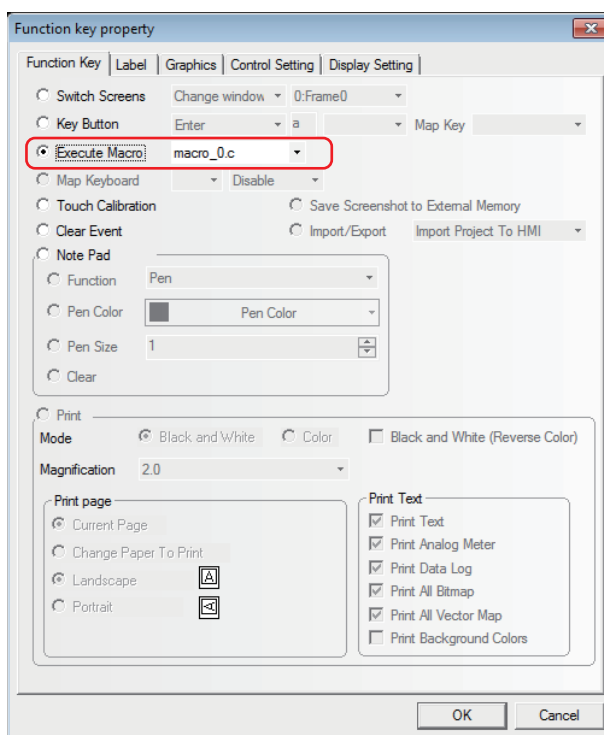 Function key property
Function Key Label Graphics Control Setting Display Setting
Switch Screens Change window 0:Frame0
Key Button Enter a Map Key
Execute Macro macro_0.c
Map Keyboard Disable
Touch Calibration Save Screenshot to External Memory
Clear Event Import/Export Import Project To HMI
Note Pad
Function Pen
Pen Color Pen Color
Pen Size 1
Clear
Print
Mode Black and White Color Black and White (Reverse Color)
Magnification 2.0
Print page
Current Page
Change Paper To Print
Landscape A
Portrait A
Print Text
Print Text
Print Analog Meter
Print Data Log
Print All Bitmap
Print All Vector Map
Print Background Colors
OK Cancel